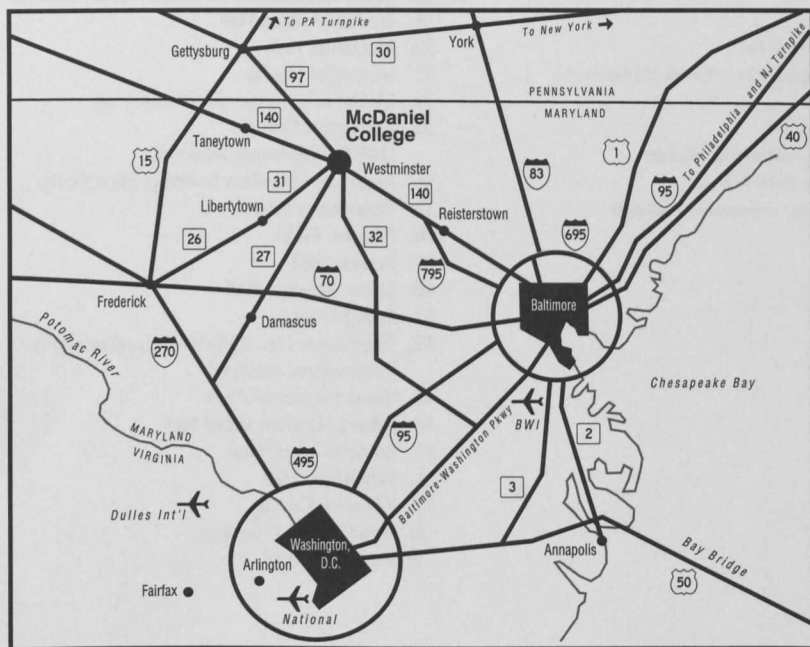 To PA Turnpike
Gettysburg
York
To New York
30
97
PENNSYLVANIA
MARYLAND
To Philadelphia and NJ Turnpike
140
McDaniel
College
Taneytown
15
40
1
83
95
Westminster
31
140
Libertytown
Reisterstown
26
27
32
695
70
795
Frederick
Baltimore
Damascus
Potomac River
270
Chesapeake Bay
MARYLAND
VIRGINIA
95
Baltimore-Washington Pkwy
BWI
2
495
3
Dulles Int'l
Washington,
D.C.
Annapolis
Bay Bridge
Arlington
Fairfax
National
50